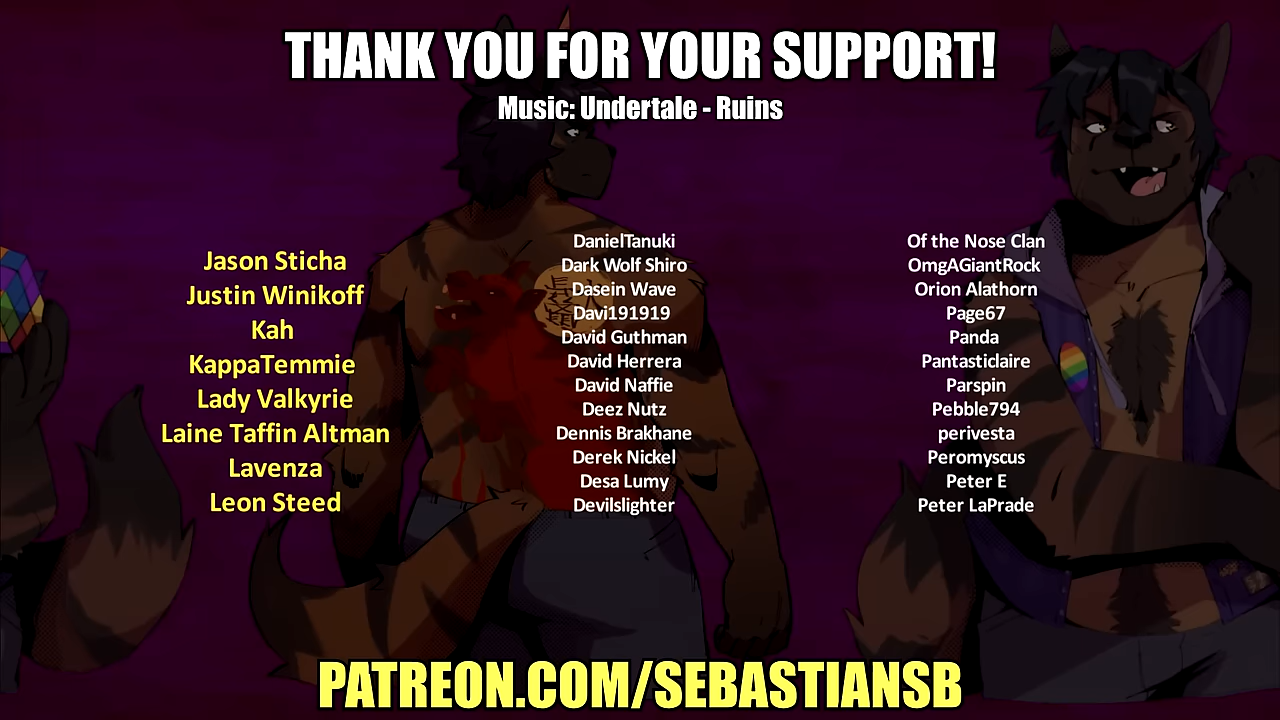 THANK YOU FOR YOUR SUPPORT!
Music: Undertale - Ruins
Jason Sticha
Justin Winikoff
Kah
KappaTemmie
Lady Valkyrie
Laine Taffin Altman
Lavenza
Leon Steed
DanielTanuki
Dark Wolf Shiro
Dasein Wave
Davi191919
David Guthman
David Herrera
David Naffie
Deez Nutz
Dennis Brakhane
Derek Nickel
Desa Lumy
Devilslighter
Of the Nose Clan
OmgAGiantRock
Orion Alathorn
Page67
Panda
Pantasticlaire
Parspin
Pebble794
perivesta
Peromyscus
Peter E
Peter LaPrade
PATREON.COM/SEBASTIANSB